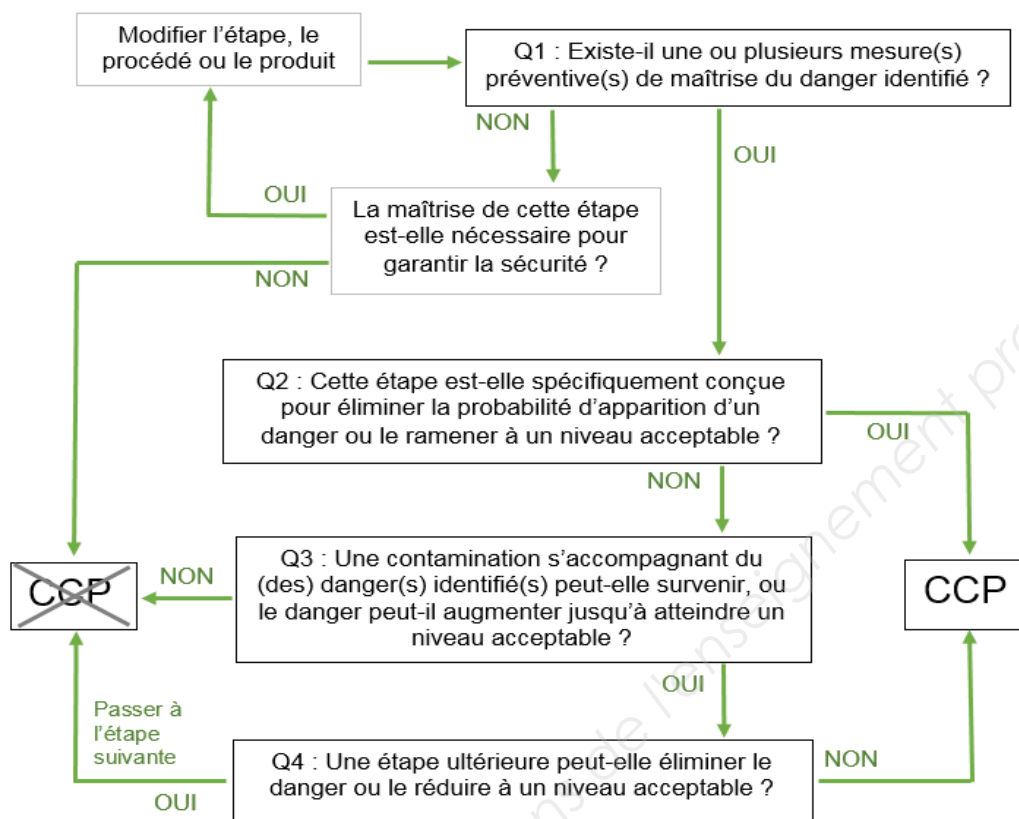 Modifier l'étape, le
procédé ou le produit
Q1 : Existe-il une ou plusieurs mesure(s)
préventive(s) de maîtrise du danger identifié ?
NON
OUI
OUI
La maîtrise de cette étape
est-elle nécessaire pour
garantir la sécurité ?
NON
Q2 : Cette étape est-elle spécifiquement conçue
pour éliminer la probabilité d'apparition d'un
danger ou le ramener à un niveau acceptable ?
OUI
NON
Q3 : Une contamination s'accompagnant du
(des) danger(s) identifié(s) peut-elle survenir, ou
le danger peut-il augmenter jusqu'à atteindre un
niveau acceptable ?
NON
CCP
CCP
OUI
Passer à
l'étape
suivante
Q4 : Une étape ultérieure peut-elle éliminer le
danger ou le réduire à un niveau acceptable ?
NON
OUI
de l'enseignement